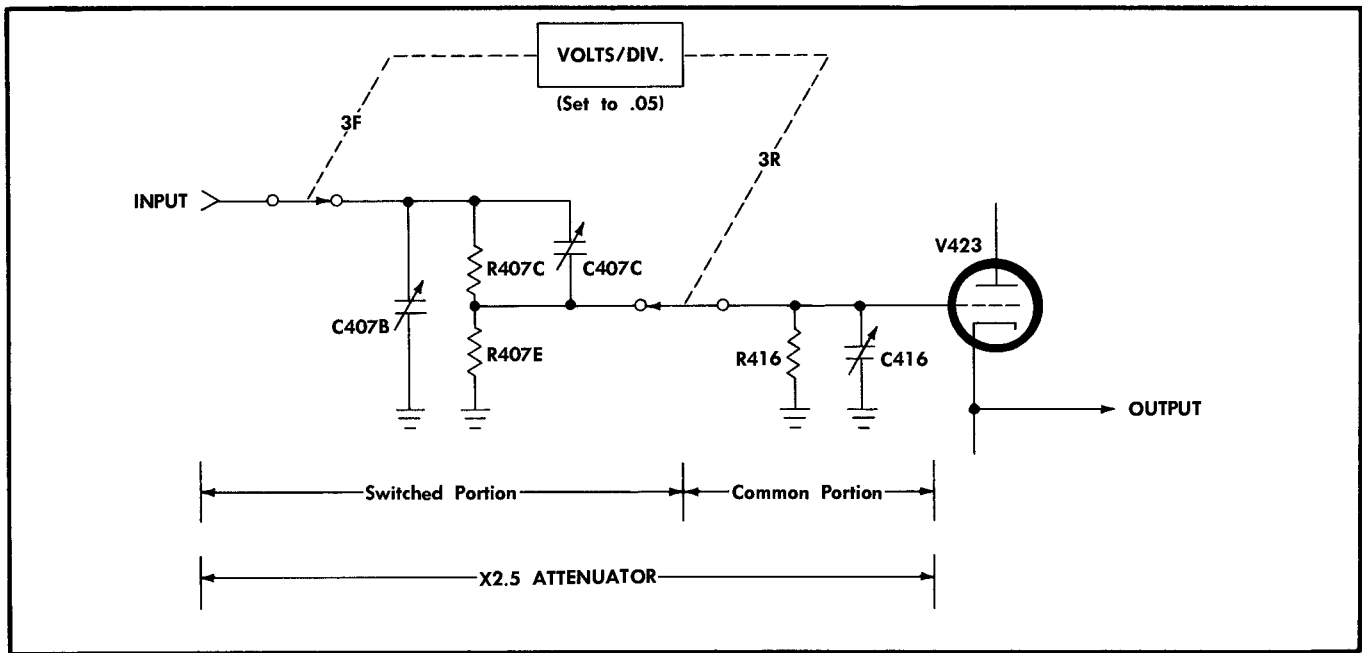 VOLTS/DIV.
(Set to .05)
3F
3R
INPUT
V423
R407C
C407C
C407B
R407E
R416
C416
OUTPUT
Switched Portion
Common Portion
X2.5 ATTENUATOR